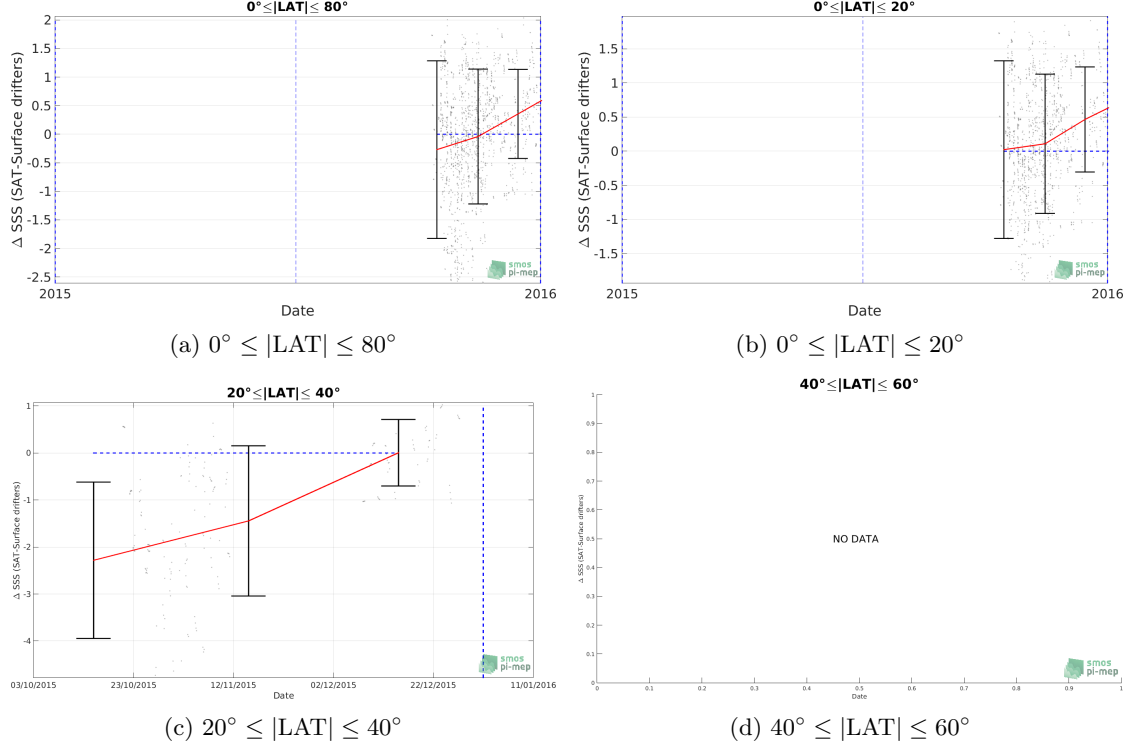 0°≤|LAT|≤ 80°
2
1.5
1
0.5
0
-0.5
-1
-1.5
-2
-2.5
Δ SSS (SAT-Surface drifters)
2015
2016
Date
smos
pi-mep
(a) 0° ≤ |LAT| ≤ 80°
0°≤|LAT|≤ 20°
1.5
1
0.5
0
-0.5
-1
-1.5
Δ SSS (SAT-Surface drifters)
2015
2016
Date
smos
pi-mep
(b) 0° ≤ |LAT| ≤ 20°
20°≤|LAT|≤ 40°
1
0
-1
-2
-3
-4
Δ SSS (SAT-Surface drifters)
03/10/2015
23/10/2015
12/11/2015
02/12/2015
22/12/2015
11/01/2016
Date
smos
pi-mep
(c) 20° ≤ |LAT| ≤ 40°
40°≤|LAT|≤ 60°
1
0.9
0.8
0.7
0.6
0.5
0.4
0.3
0.2
0.1
0
Δ SSS (SAT-Surface drifters)
NO DATA
0
0.1
0.2
0.3
0.4
0.5
0.6
0.7
0.8
0.9
1
Date
smos
pi-mep
(d) 40° ≤ |LAT| ≤ 60°